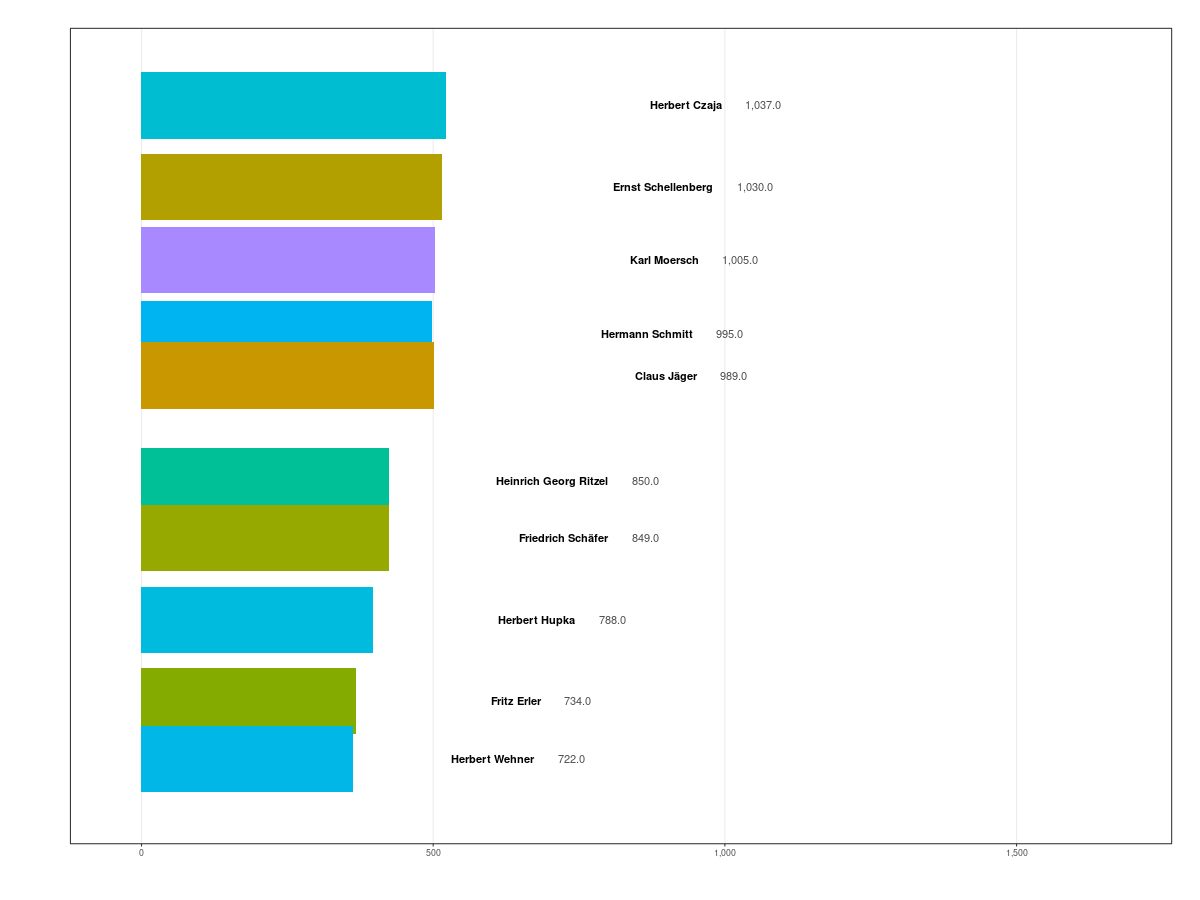 Herbert Czaja 1,037.0
Ernst Schellenberg 1,030.0
Karl Moersch 1,005.0
Hermann Schmitt 995.0
Claus Jäger 989.0
Heinrich Georg Ritzel 850.0
Friedrich Schäfer 849.0
Herbert Hupka 788.0
Fritz Erler 734.0
Herbert Wehner 722.0
0 500 1,000 1,500